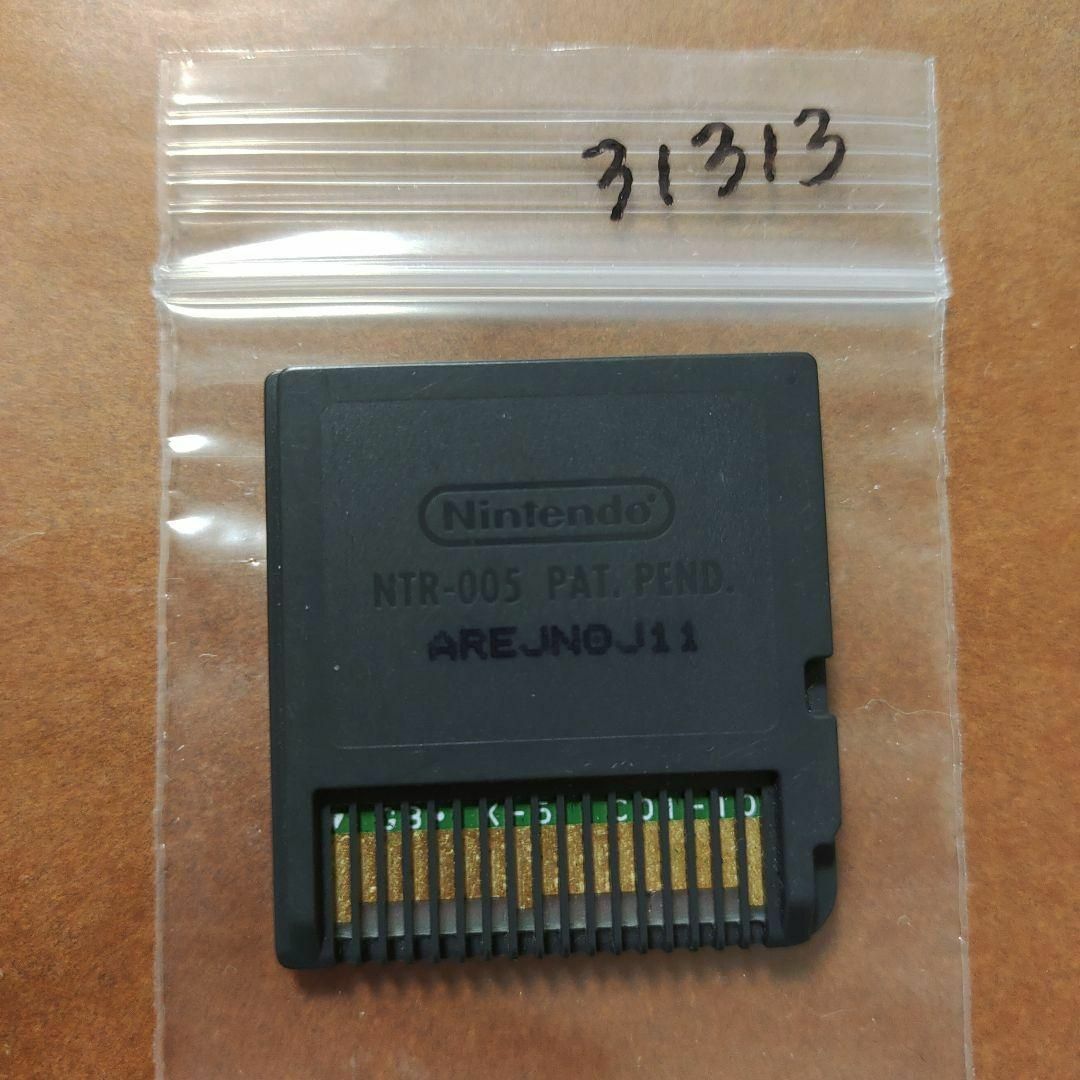 31313
Nintendo®
NTR-005 PAT. PEND.
AREJN0J11